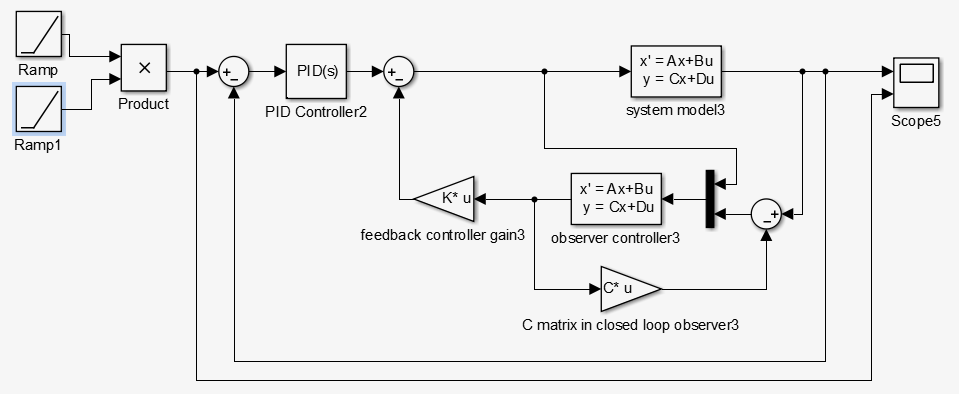 Ramp
Ramp1
×
Product
+
−
PID(s)
PID Controller2
+
−
x' = Ax+Bu
y = Cx+Du
system model3
Scope5
K* u
feedback controller gain3
x' = Ax+Bu
y = Cx+Du
observer controller3
+
−
C* u
C matrix in closed loop observer3